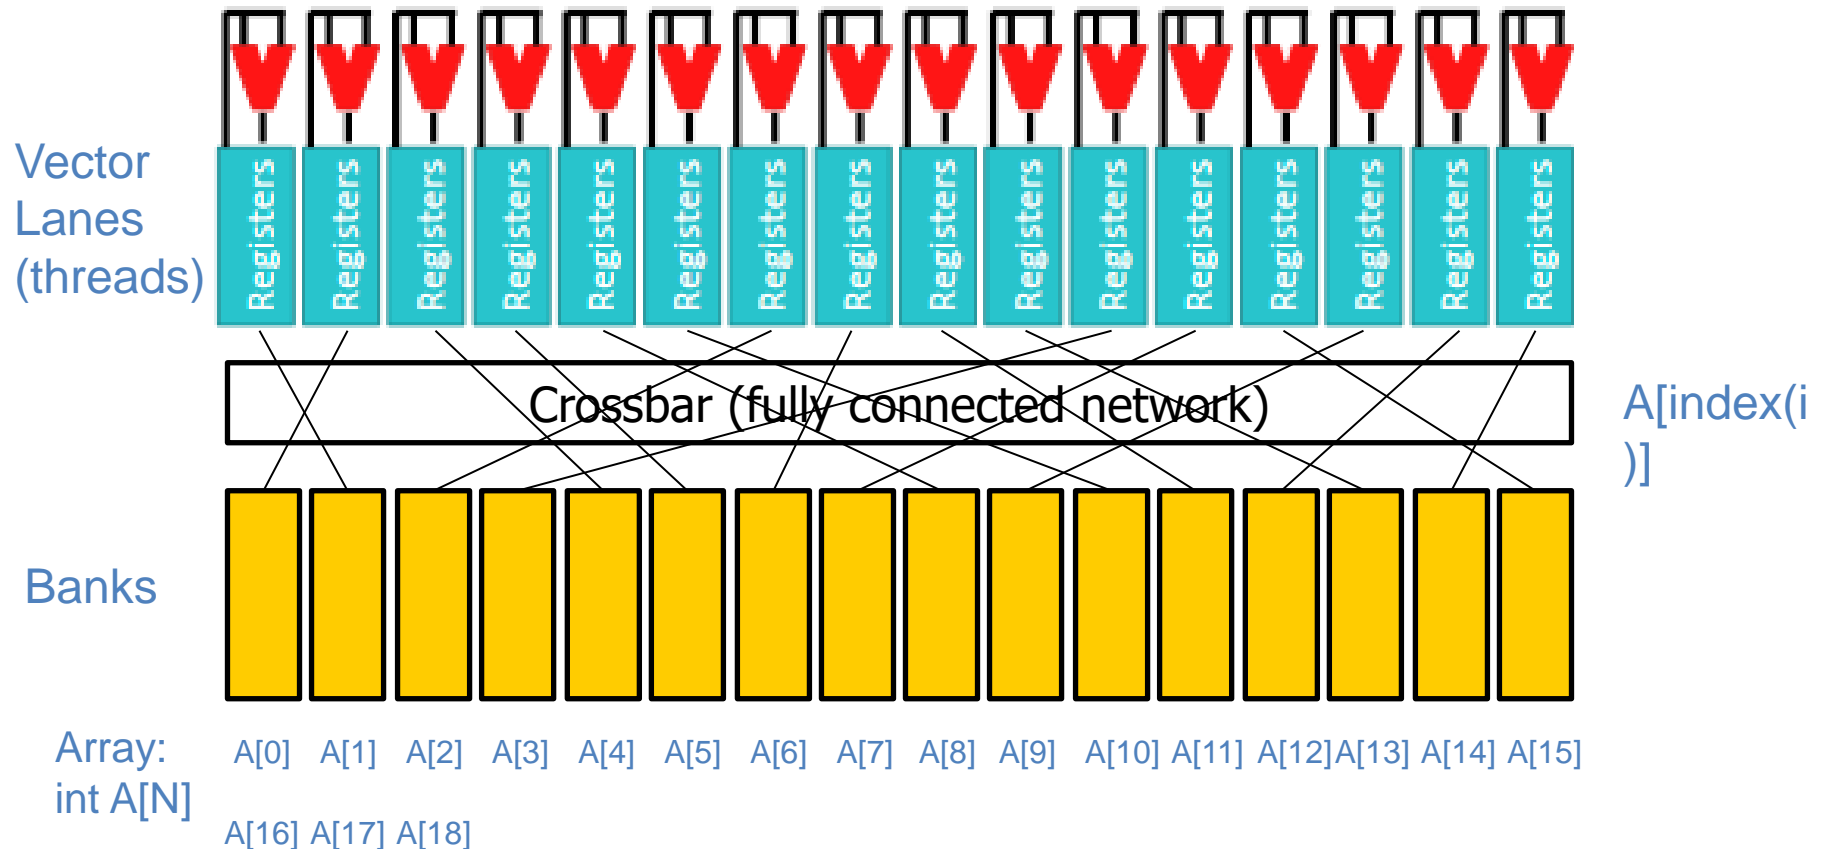 Vector
Lanes
(threads)
Registers Registers Registers Registers Registers Registers Registers Registers Registers Registers Registers Registers Registers Registers Registers Registers
Crossbar (fully connected network)
A[index(i
)]
Banks
Array:
int A[N]
A[0] A[1] A[2] A[3] A[4] A[5] A[6] A[7] A[8] A[9] A[10] A[11] A[12] A[13] A[14] A[15]
A[16] A[17] A[18]